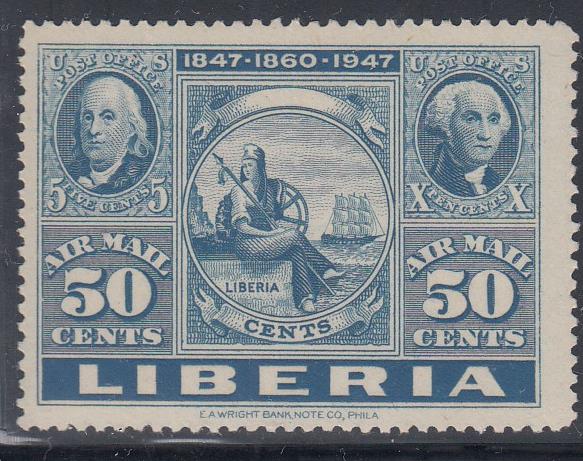 1847·1860·1947
U S
POST OFFICE
5 5
FIVE CENTS
U S
POST OFFICE
X X
TEN CENTS
LIBERIA
CENTS
AIR MAIL
50
CENTS
AIR MAIL
50
CENTS
LIBERIA
E.A.WRIGHT BANK NOTE CO., PHILA